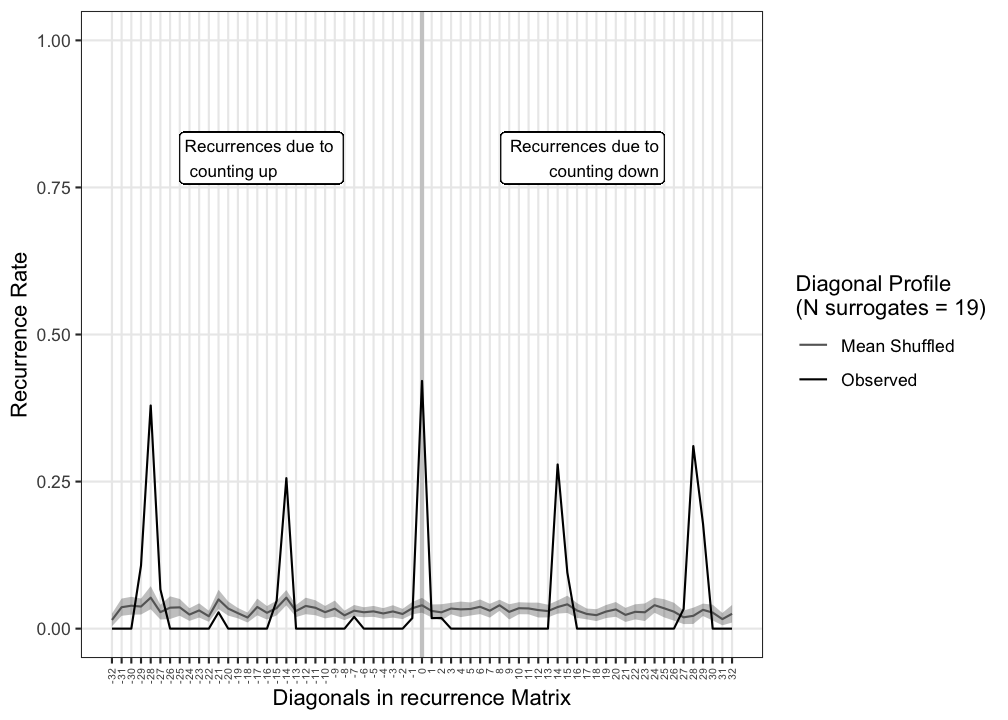 1.00
0.75
0.50
0.25
0.00
Recurrence Rate
Recurrences due to
counting up
Recurrences due to
counting down
-32 -31 -30 -29 -28 -27 -26 -25 -24 -23 -22 -21 -20 -19 -18 -17 -16 -15 -14 -13 -12 -11 -10 -9 -8 -7 -6 -5 -4 -3 -2 -1 0 1 2 3 4 5 6 7 8 9 10 11 12 13 14 15 16 17 18 19 20 21 22 23 24 25 26 27 28 29 30 31 32
Diagonals in recurrence Matrix
Diagonal Profile
(N surrogates = 19)
Mean Shuffled
Observed